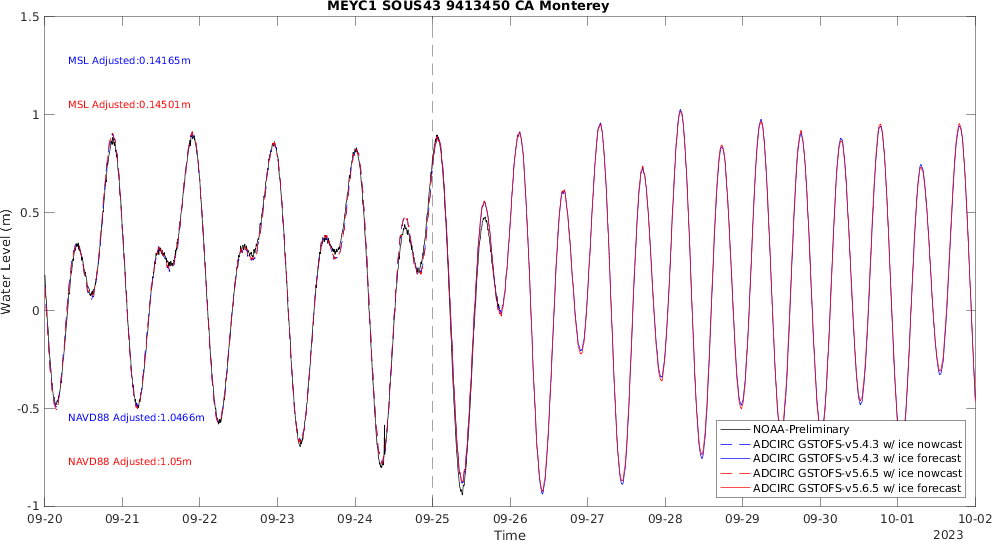 MEYC1 SOUS43 9413450 CA Monterey
1.5
1
0.5
0
-0.5
-1
Water Level (m)
MSL Adjusted:0.14165m
MSL Adjusted:0.14501m
NAVD88 Adjusted:1.0466m
NAVD88 Adjusted:1.05m
NOAA-Preliminary
ADCIRC GSTOFS-v5.4.3 w/ ice nowcast
ADCIRC GSTOFS-v5.4.3 w/ ice forecast
ADCIRC GSTOFS-v5.6.5 w/ ice nowcast
ADCIRC GSTOFS-v5.6.5 w/ ice forecast
09-20 09-21 09-22 09-23 09-24 09-25 09-26 09-27 09-28 09-29 09-30 10-01 10-02
Time
2023